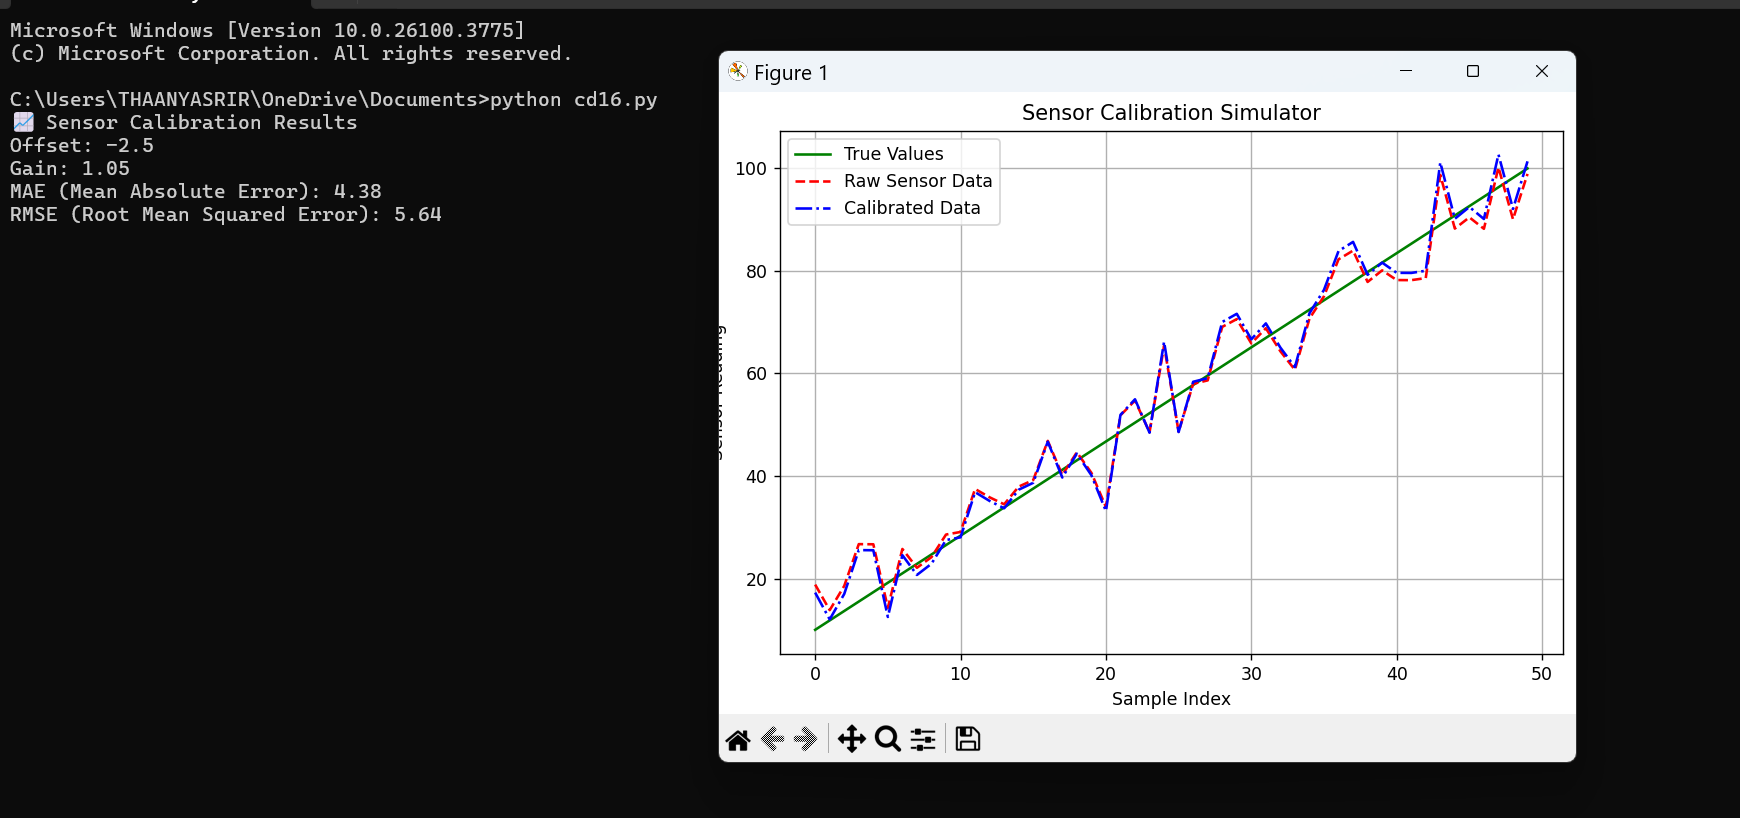 Microsoft Windows [Version 10.0.26100.3775]
(c) Microsoft Corporation. All rights reserved.
C:\Users\THAANYASRIR\OneDrive\Documents>python cd16.py
📈 Sensor Calibration Results
Offset: -2.5
Gain: 1.05
MAE (Mean Absolute Error): 4.38
RMSE (Root Mean Squared Error): 5.64
Figure 1
Sensor Calibration Simulator
True Values
Raw Sensor Data
Calibrated Data
100
80
60
40
20
0 10 20 30 40 50
Sample Index